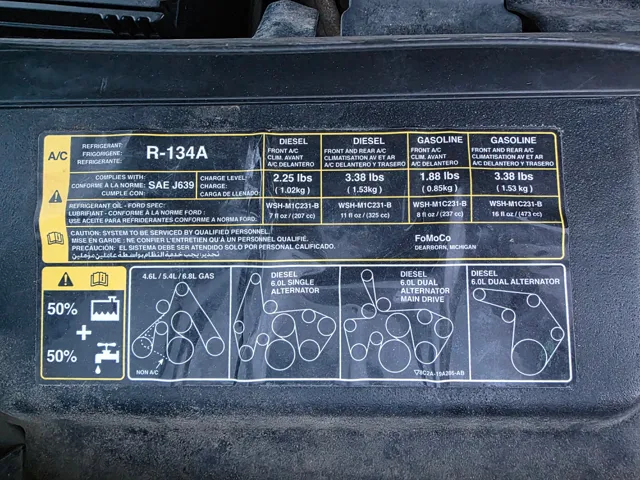 A/C
REFRIGERANT
FRIGORIGENE
REFRIGERANTE:
R-134A
DIESEL
FRONT A/C
CLIM. AVANT
A/C DELANTERO
DIESEL
FRONT AND REAR A/C
CLIMATISATION AV ET AR
A/C DELANTERO Y TRASERO
GASOLINE
FRONT A/C
CLIM. AVANT
A/C DELANTERO
GASOLINE
FRONT AND REAR A/C
CLIMATISATION AV ET AR
A/C DELANTERO Y TRASERO
COMPLIES WITH:
CONFORME À LA NORME:
CUMPLE CON:
SAE J639
CHARGE LEVEL:
CHARGE:
CARGA DE LLENADO
2.25 lbs
(1.02kg)
3.38 lbs
(1.53kg)
1.88 lbs
(0.85kg)
3.38 lbs
(1.53 kg)
REFRIGERANT OIL - FORD SPEC:
LUBRIFIANT - CONFORME DE NORME FORD :
USE ACEITE PARA REFRIGERANTES CONFORME A NORMA FORD.
WSH-M1C231-B
7 fl oz / (207 cc)
WSH-M1C231-B
11 fl oz / (325 cc)
WSH-M1C231-B
8 fl oz / (237 cc)
WSH-M1C231-B
16 fl oz / (473 cc)
CAUTION: SYSTEM TO BE SERVICED BY QUALIFIED PERSONNEL.
MISE EN GARDE : NE CONFIER L'ENTRETIEN QU'A UN PERSONNEL QUALIFIÉ.
PRECAUCION: EL SISTEMA DEBE SER ATENDIDO SÓLO POR PERSONAL CALIFICADO.
FoMoCo
DEARBORN, MICHIGAN
50%
+
50%
4.6L / 5.4L / 6.8L GAS
NON A/C
DIESEL
6.0L SINGLE
ALTERNATOR
DIESEL
6.0L DUAL
ALTERNATOR
MAIN DRIVE
DIESEL
6.0L DUAL ALTERNATOR